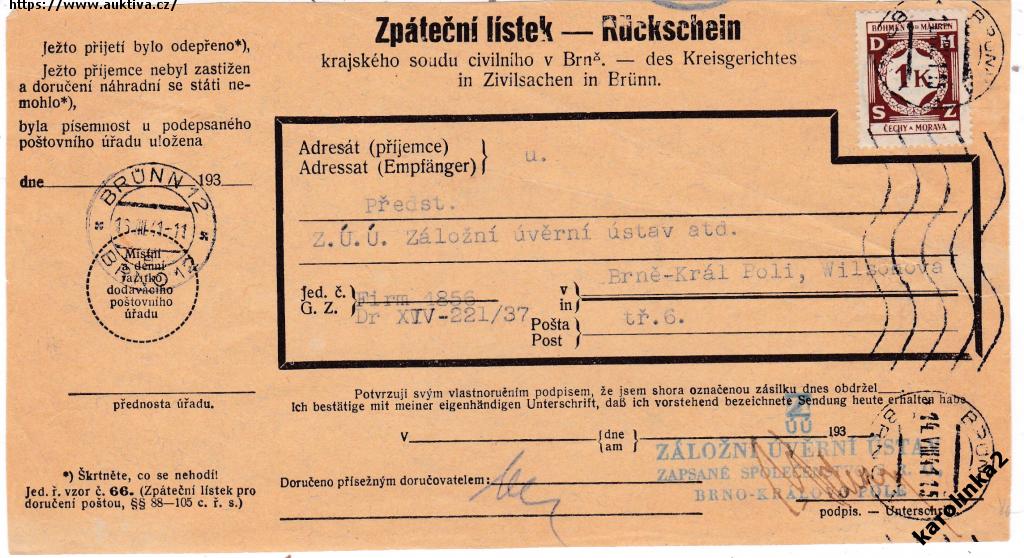 https://www.auktiva.cz/
Zpáteční lístek — Rückschein
krajského soudu civilního v Brně. — des Kreisgerichtes
in Zivilsachen in Brünn.
Ježto přijetí bylo odepřeno*),
Ježto příjemce nebyl zastižen
a doručení náhradní se státi ne-
mohlo*),
byla písemnost u podepsaného
poštovního úřadu uložena
dne 193
BRÜNN 12
BRNO 12
Místní
a denní
razítko
dodavacího
poštovního
úřadu
přednosta úřadu.
*) Škrtněte, co se nehodí!
Jed. ř. vzor č. 66. (Zpáteční lístek pro
doručení poštou, §§ 88—105 c. ř. s.)
BÖHMEN UND MÄHREN
D M
1K
S Z
ČECHY A MORAVA
Adresát (příjemce)
Adressat (Empfänger) } u.
Předst.
Z.Ú.Ú. Záložní úvěrní ústav atd.
Brně-Král Poli, Wilsonova
Jed. č.
G. Z. } Firm 1856
Dr XIV-221/37
v
in }
Pošta
Post } tř.6.
Potvrzuji svým vlastnoručním podpisem, že jsem shora označenou zásilku dnes obdržel
Ich bestätige mit meiner eigenhändigen Unterschrift, daß ich vorstehend bezeichnete Sendung heute erhalten habe
V { dne
am } 193
Z
ÚÚ
ZÁLOŽNÍ ÚVĚRNÍ ÚSTAV
ZAPSANÉ SPOLEČENSTVO S R. O.
BRNO-KRÁLOVO POLE
Doručeno přísežným doručovatelem:
podpis. — Unterschrift
BRÜNN
karolinka2